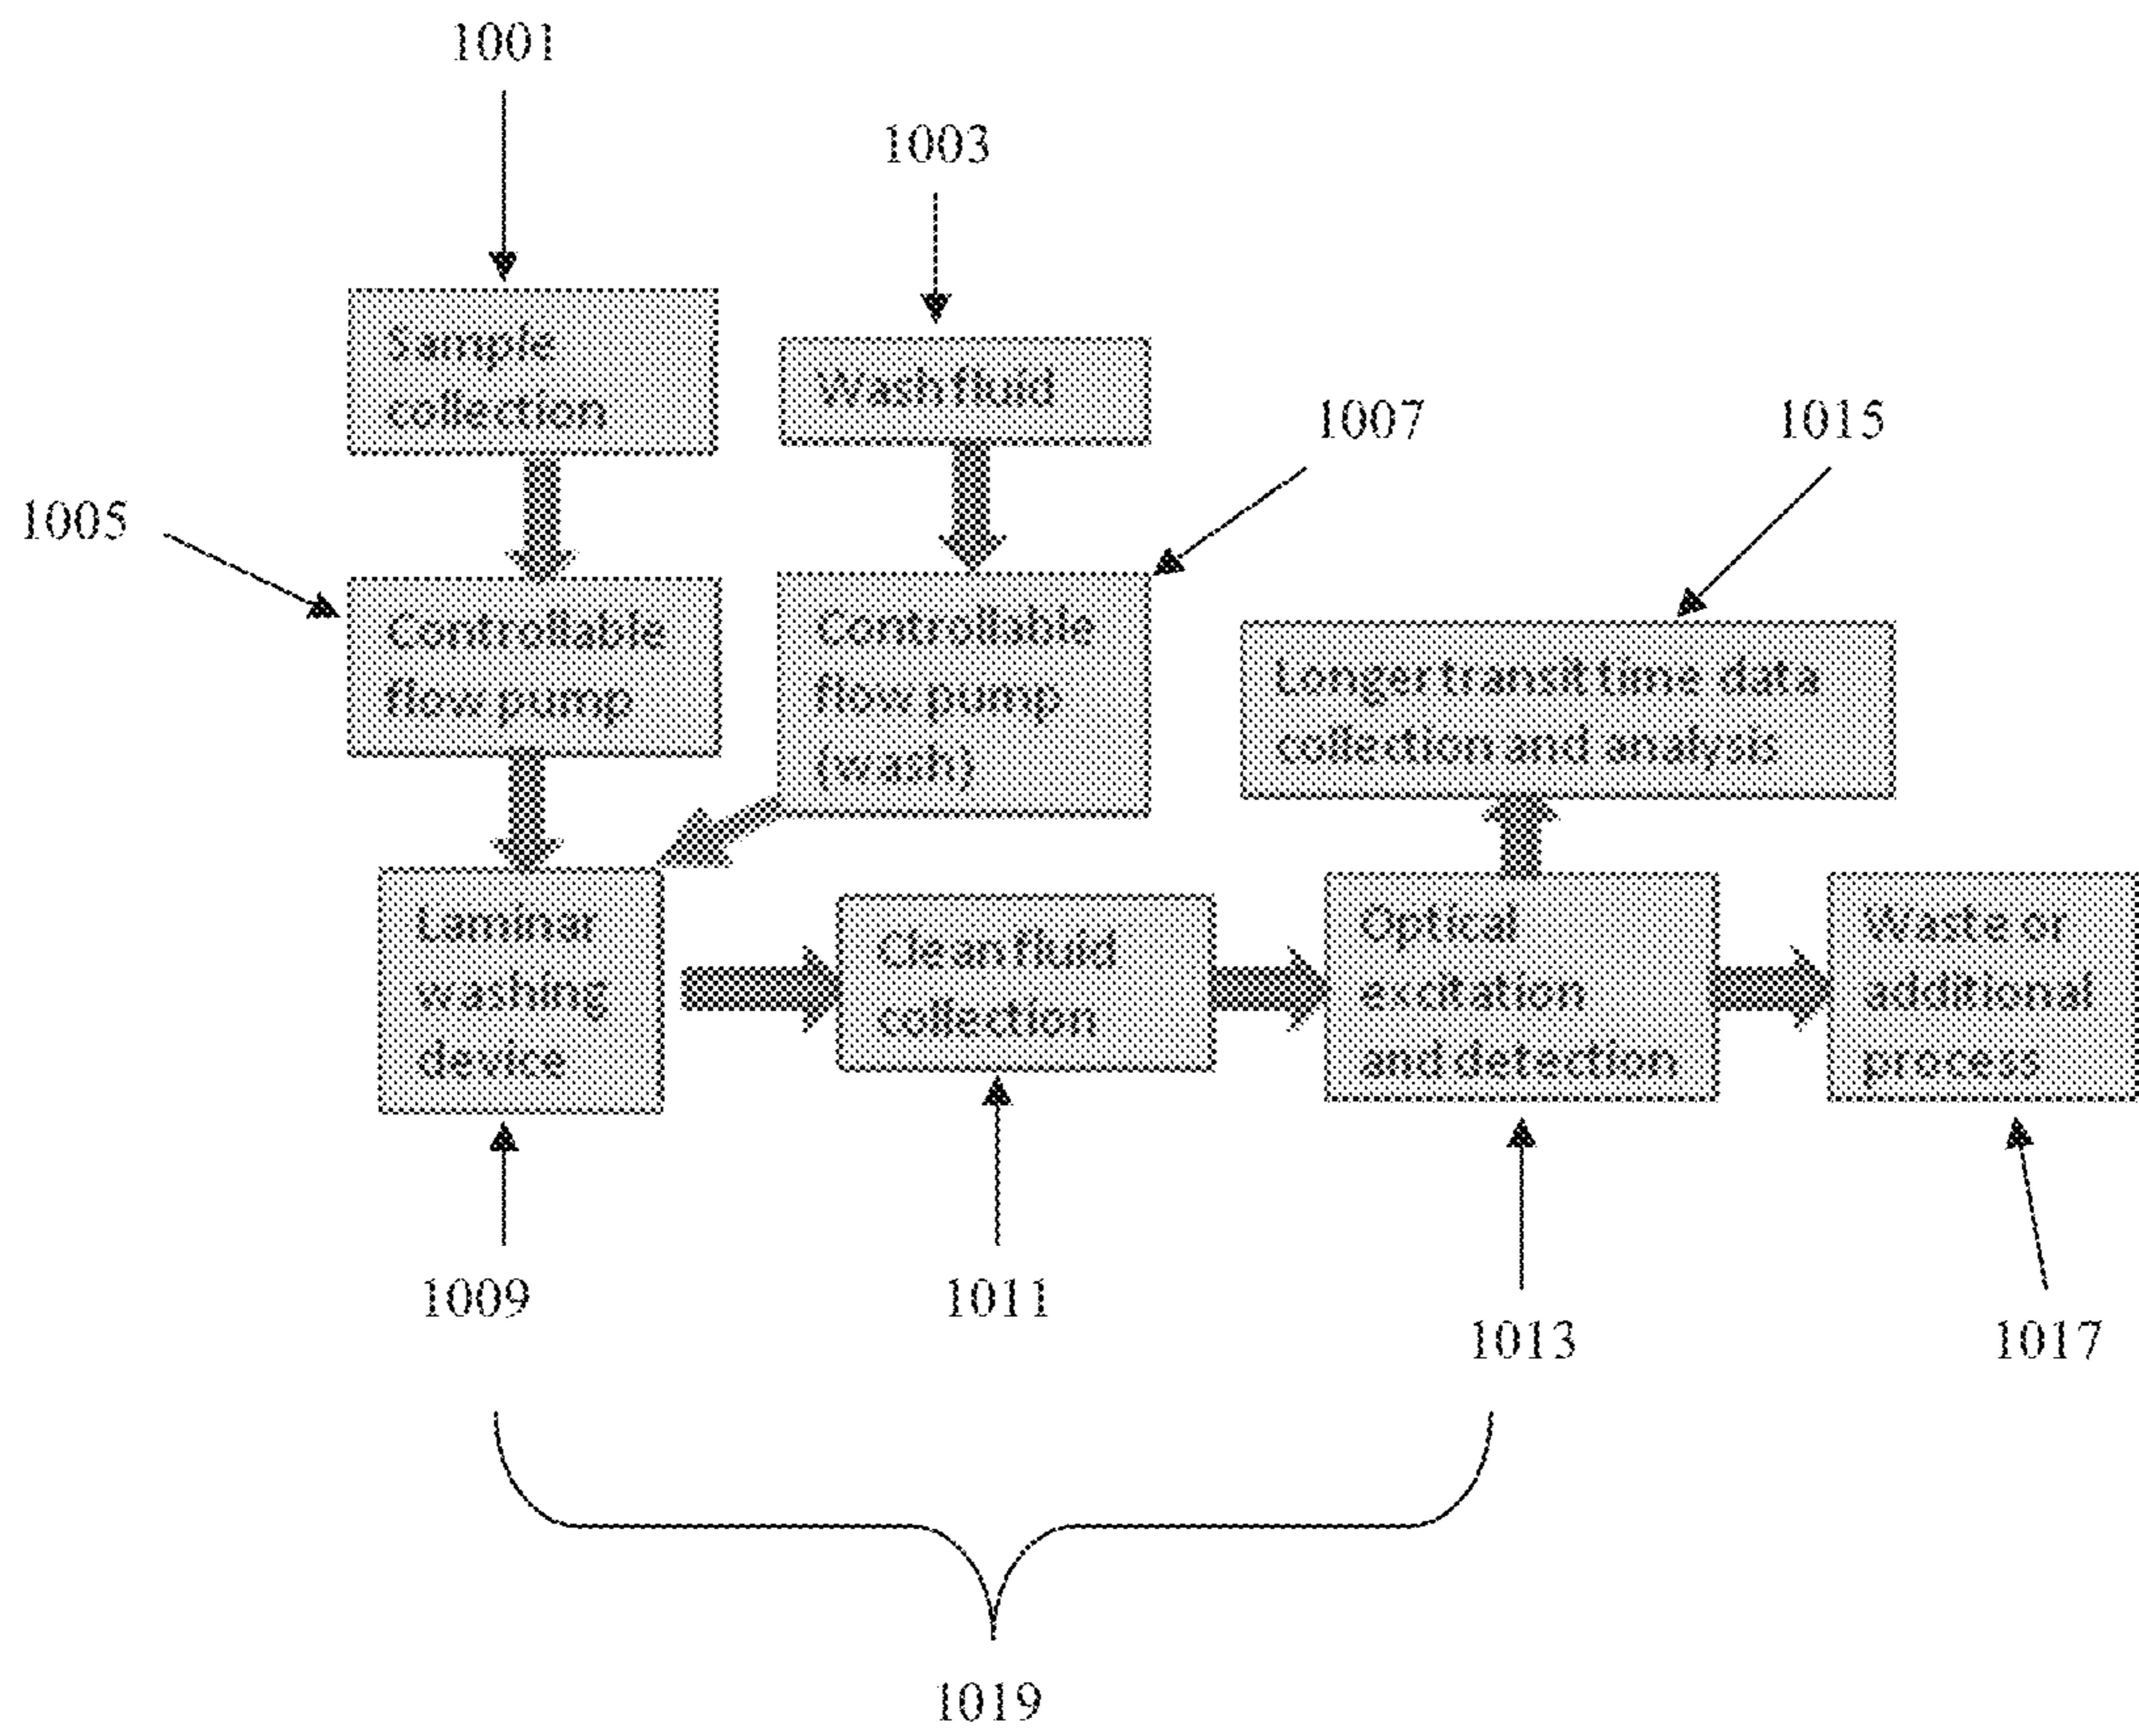 1001
1003
Sample
collection
Wash fluid
1007
1015
1005
Controllable
flow pump
Controllable
flow pump
(wash)
Longer transit time data
collection and analysis
Laminar
washing
device
Clean fluid
collection
Optical
excitation
and detection
Waste or
additional
process
1009
1011
1013
1017
1019